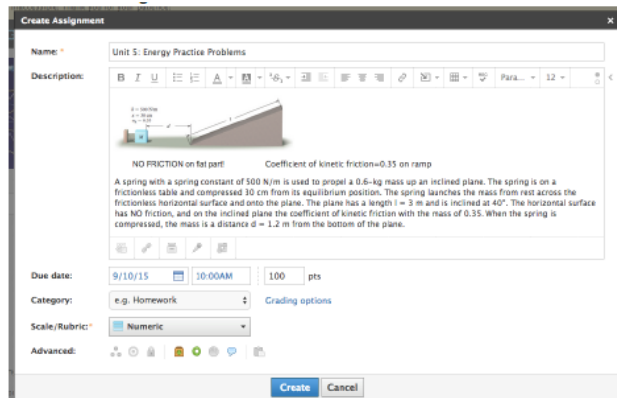 Create Assignment x
Name: * Unit 5: Energy Practice Problems
Description: B I U A Para... 12
d
l
NO FRICTION on flat part! Coefficient of kinetic friction=0.35 on ramp
A spring with a spring constant of 500 N/m is used to propel a 0.6-kg mass up an inclined plane. The spring is on a
frictionless table and compressed 30 cm from its equilibrium position. The spring launches the mass from rest across the
frictionless horizontal surface and onto the plane. The plane has a length l = 3 m and is inclined at 40°. The horizontal surface
has NO friction, and on the inclined plane the coefficient of kinetic friction with the mass of 0.35. When the spring is
compressed, the mass is a distance d = 1.2 m from the bottom of the plane.
Due date: 9/10/15 10:00AM 100 pts
Category: e.g. Homework Grading options
Scale/Rubric:* Numeric
Advanced:
Create Cancel